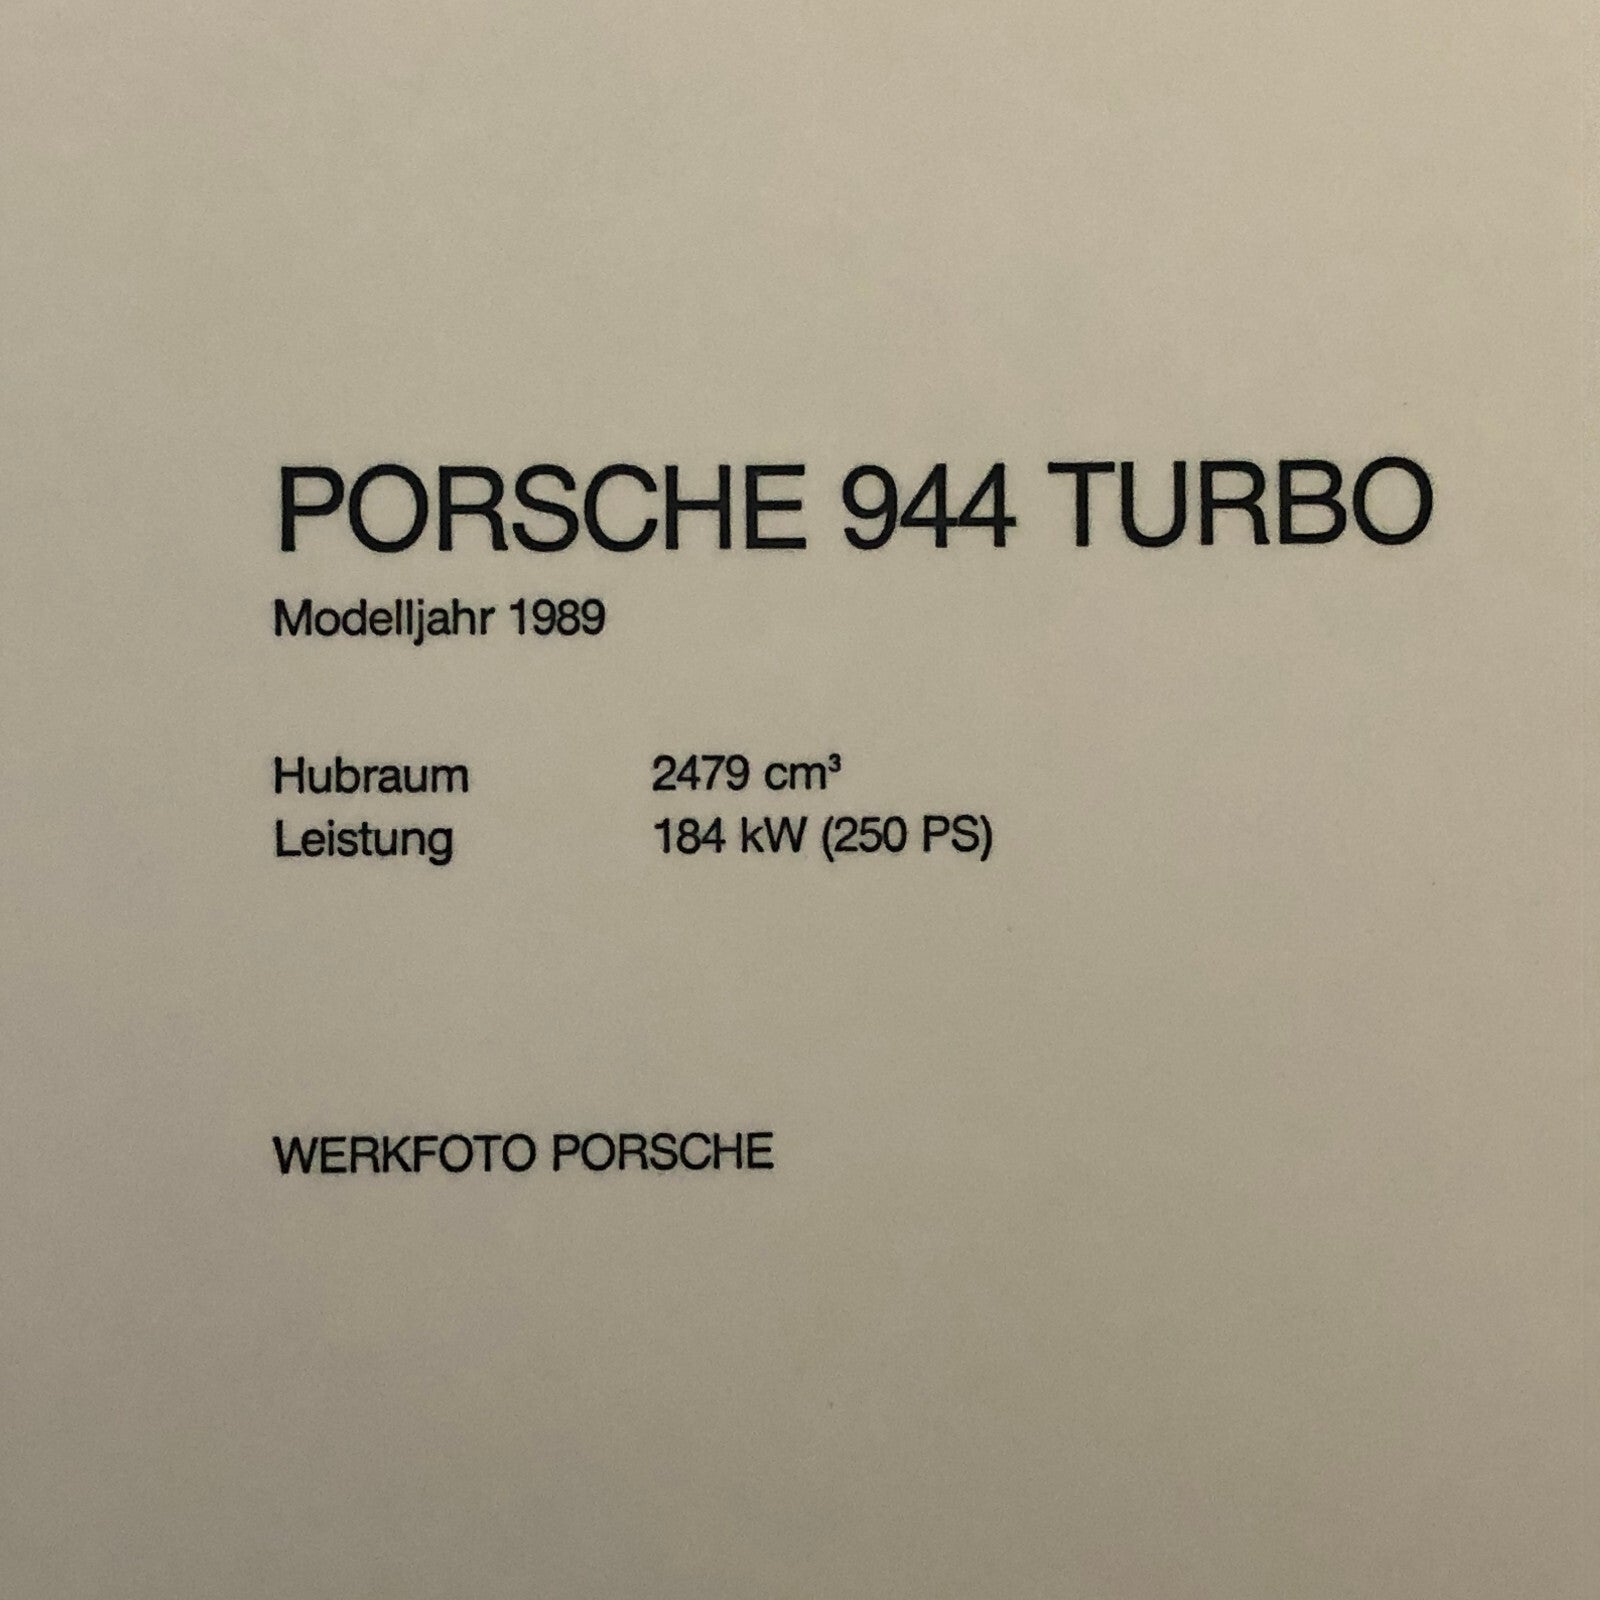 PORSCHE 944 TURBO
Modelljahr 1989
Hubraum 2479 cm³
Leistung 184 kW (250 PS)
WERKFOTO PORSCHE